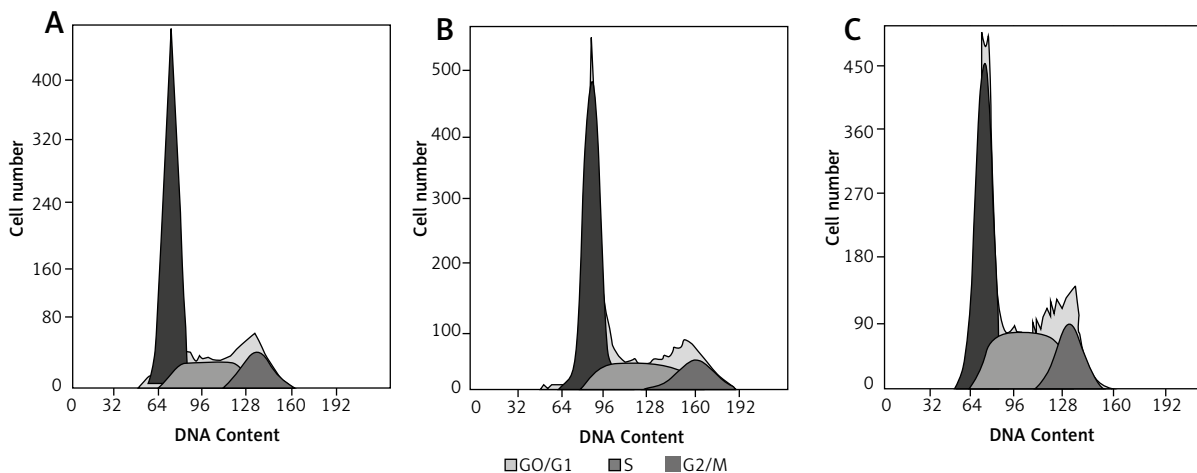 A
Cell number
400
320
240
160
80
0
0 32 64 96 128 160 192
DNA Content
B
Cell number
500
400
300
200
100
0
0 32 64 96 128 160 192
DNA Content
C
Cell number
450
360
270
180
90
0
0 32 64 96 128 160 192
DNA Content
GO/G1 S G2/M